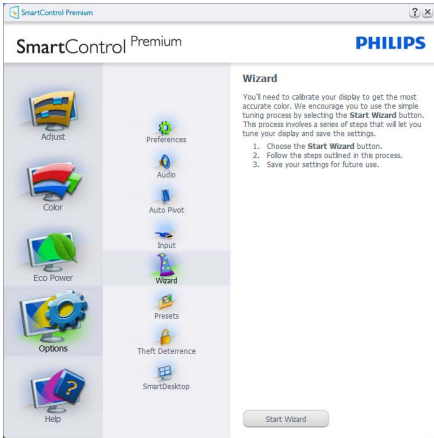 SmartControl Premium
? X
SmartControl Premium
PHILIPS
Adjust
Color
Eco Power
Options
Help
Preferences
Audio
Auto Pivot
Input
Wizard
Presets
Theft Deterrence
SmartDesktop
Wizard
You'll need to calibrate your display to get the most
accurate color. We encourage you to use the simple
tuning process by selecting the Start Wizard button.
This process involves a series of steps that will let you
tune your display and save the settings.
1. Choose the Start Wizard button.
2. Follow the steps outlined in this process.
3. Save your settings for future use.
Start Wizard